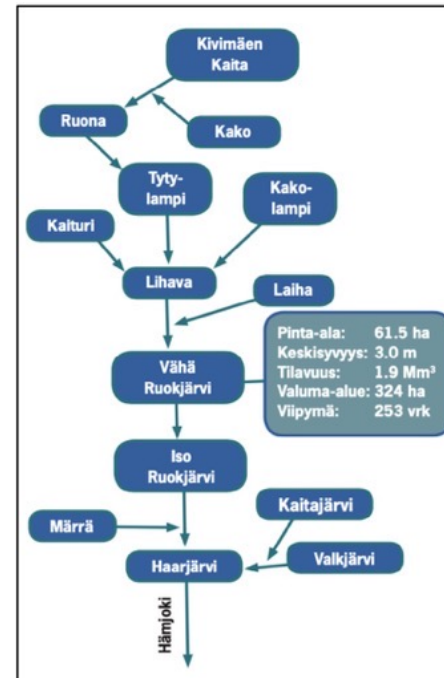 Kivimäen
Kaita
Ruona
Kako
Tyty-
lampi
Kako-
lampi
Kaituri
Lihava
Laiha
Pinta-ala: 61.5 ha
Keskisyvyys: 3.0 m
Tilavuus: 1.9 Mm³
Valuma-alue: 324 ha
Viipymä: 253 vrk
Vähä
Ruokjärvi
Iso
Ruokjärvi
Märrä
Kaitajärvi
Haarjärvi
Valkjärvi
Hämjoki